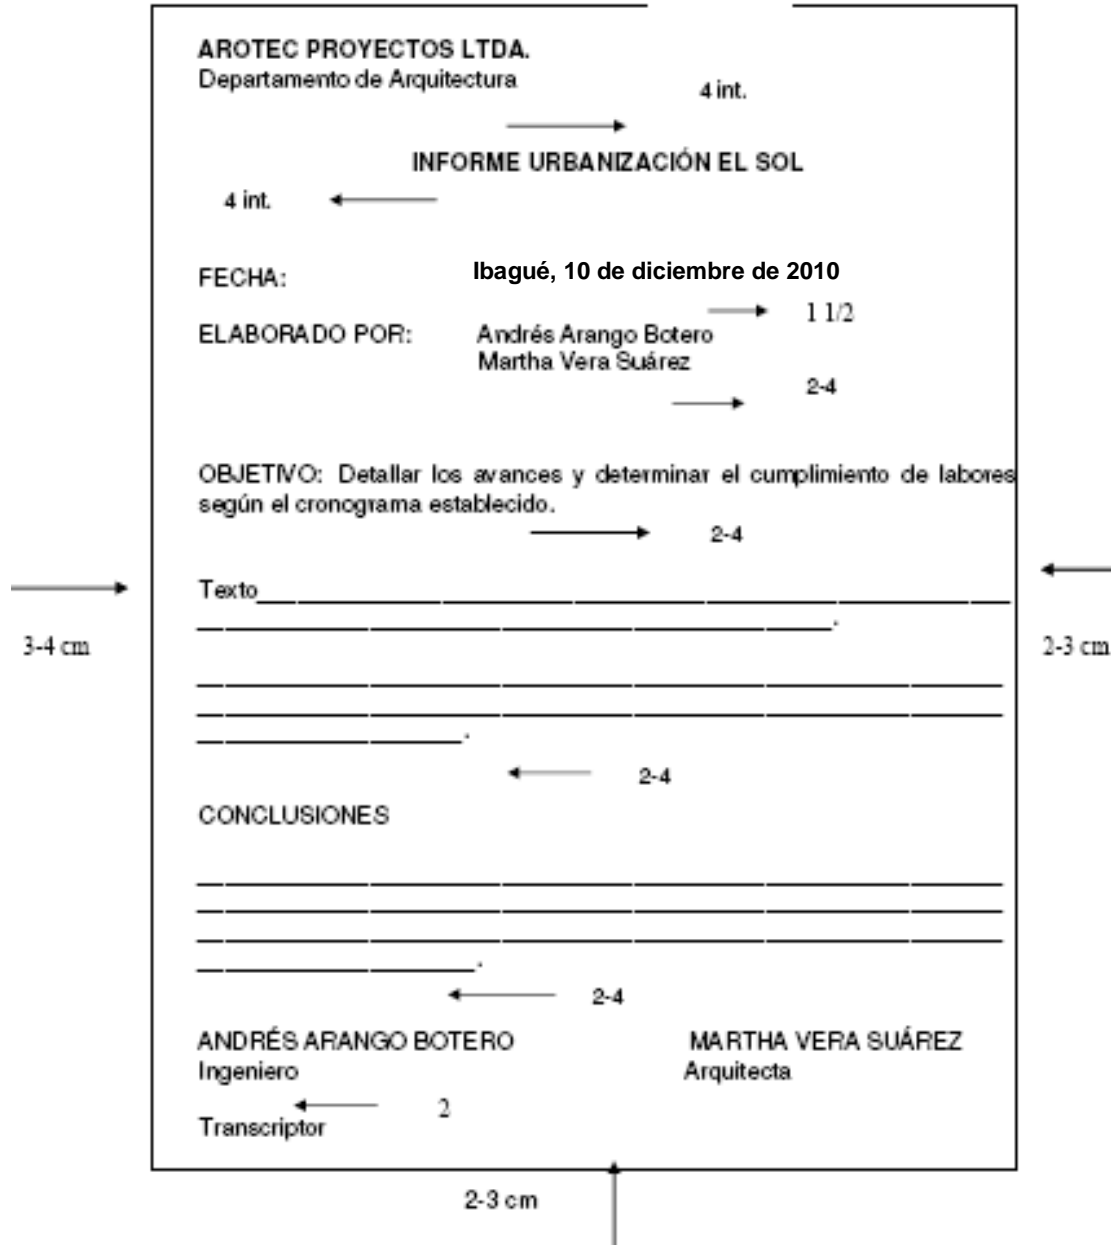 AROTEC PROYECTOS LTDA.
Departamento de Arquitectura
4 int.
INFORME URBANIZACIÓN EL SOL
4 int.
FECHA: Ibagué, 10 de diciembre de 2010
1 1/2
ELABORADO POR: Andrés Arango Botero
Martha Vera Suárez
2-4
OBJETIVO: Detallar los avances y determinar el cumplimiento de labores
según el cronograma establecido.
2-4
Texto
3-4 cm
2-3 cm
2-4
CONCLUSIONES
2-4
ANDRÉS ARANGO BOTERO MARTHA VERA SUÁREZ
Ingeniero Arquitecta
2
Transcriptor
2-3 cm